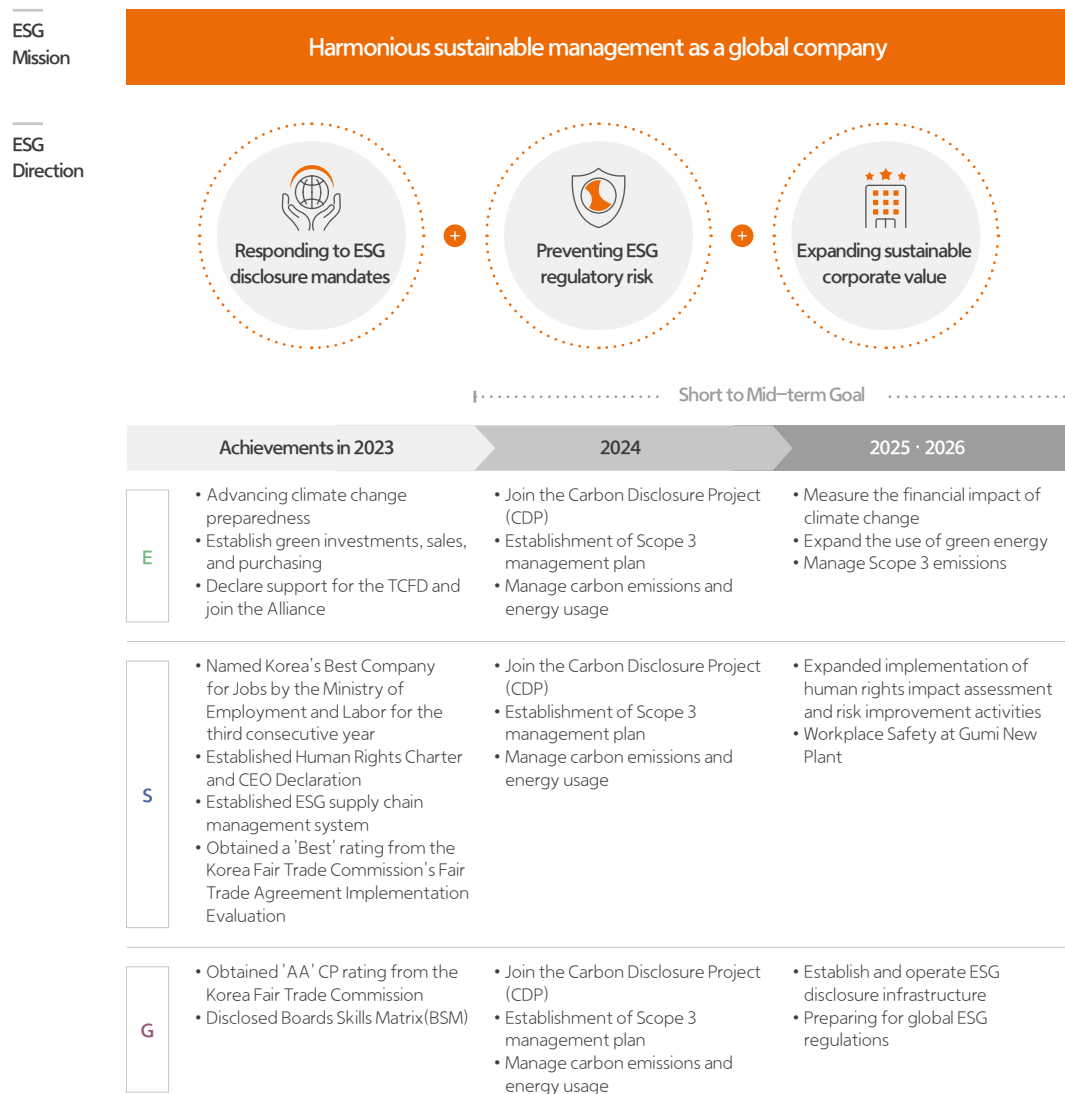 ESG
Mission
Harmonious sustainable management as a global company
ESG
Direction
Responding to ESG
disclosure mandates
+
Preventing ESG
regulatory risk
+
Expanding sustainable
corporate value
Short to Mid-term Goal
Achievements in 2023
2024
2025 · 2026
E
• Advancing climate change
preparedness
• Establish green investments, sales,
and purchasing
• Declare support for the TCFD and
join the Alliance
• Join the Carbon Disclosure Project
(CDP)
• Establishment of Scope 3
management plan
• Manage carbon emissions and
energy usage
• Measure the financial impact of
climate change
• Expand the use of green energy
• Manage Scope 3 emissions
S
• Named Korea's Best Company
for Jobs by the Ministry of
Employment and Labor for the
third consecutive year
• Established Human Rights Charter
and CEO Declaration
• Established ESG supply chain
management system
• Obtained a 'Best' rating from the
Korea Fair Trade Commission's Fair
Trade Agreement Implementation
Evaluation
• Join the Carbon Disclosure Project
(CDP)
• Establishment of Scope 3
management plan
• Manage carbon emissions and
energy usage
• Expanded implementation of
human rights impact assessment
and risk improvement activities
• Workplace Safety at Gumi New
Plant
G
• Obtained 'AA' CP rating from the
Korea Fair Trade Commission
• Disclosed Boards Skills Matrix(BSM)
• Join the Carbon Disclosure Project
(CDP)
• Establishment of Scope 3
management plan
• Manage carbon emissions and
energy usage
• Establish and operate ESG
disclosure infrastructure
• Preparing for global ESG
regulations